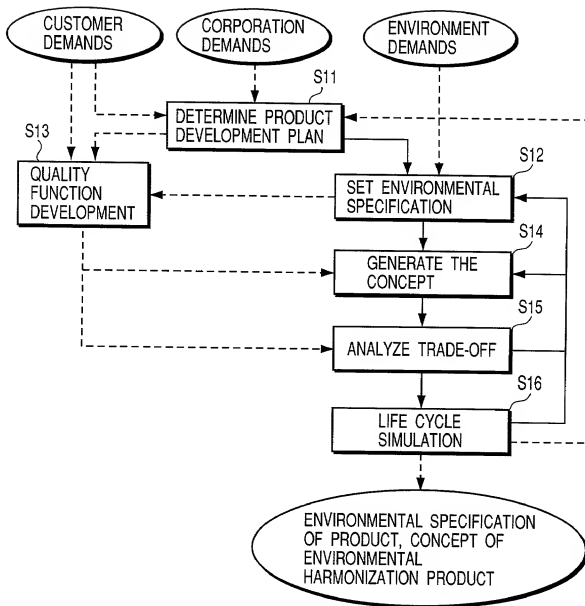 CUSTOMER
DEMANDS
CORPORATION
DEMANDS
ENVIRONMENT
DEMANDS
S11
DETERMINE PRODUCT
DEVELOPMENT PLAN
S13
QUALITY
FUNCTION
DEVELOPMENT
S12
SET ENVIRONMENTAL
SPECIFICATION
S14
GENERATE THE
CONCEPT
S15
ANALYZE TRADE-OFF
S16
LIFE CYCLE
SIMULATION
ENVIRONMENTAL SPECIFICATION
OF PRODUCT, CONCEPT OF
ENVIRONMENTAL
HARMONIZATION PRODUCT